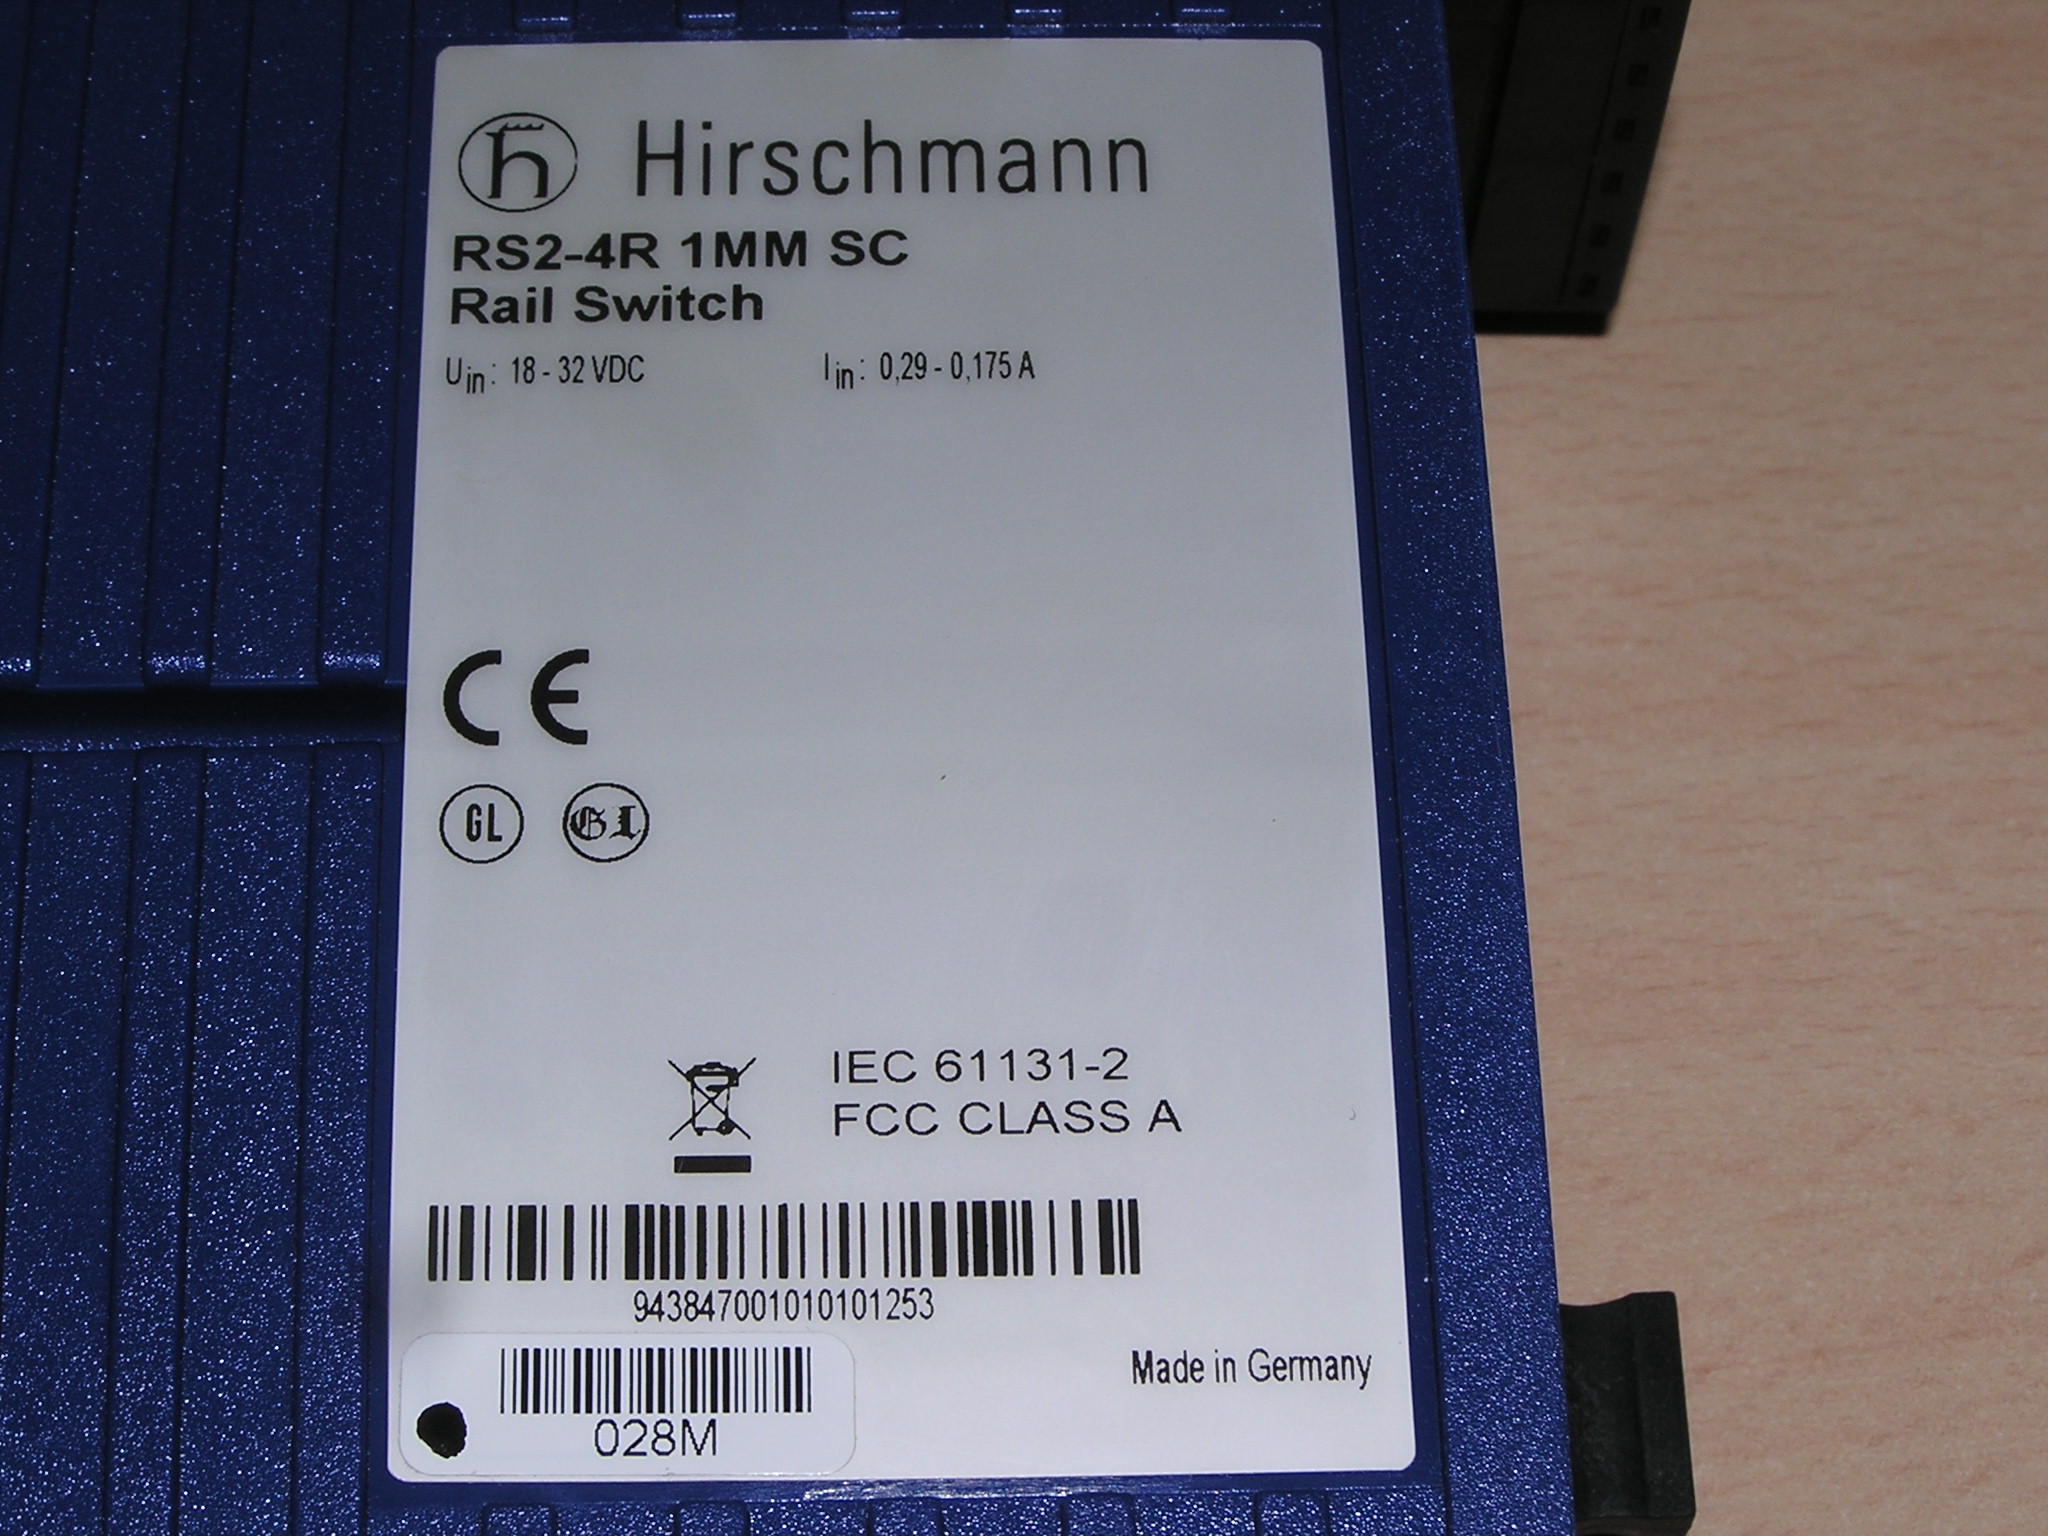 Hirschmann
RS2-4R 1MM SC
Rail Switch
Uin: 18 - 32 VDC
Iin: 0,29 - 0,175 A
CE
GL GL
IEC 61131-2
FCC CLASS A
943847001010101253
Made in Germany
028M